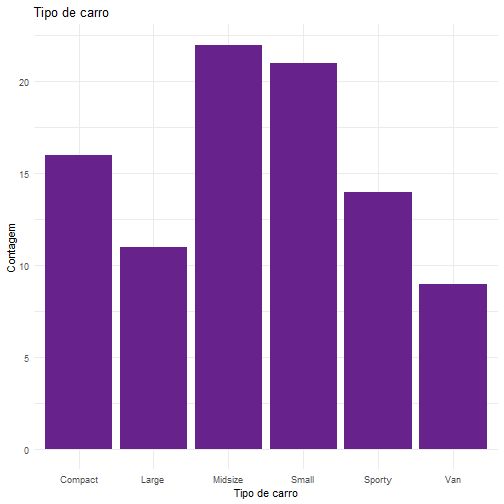 Tipo de carro
Contagem
20
15
10
5
0
Compact Large Midsize Small Sporty Van
Tipo de carro